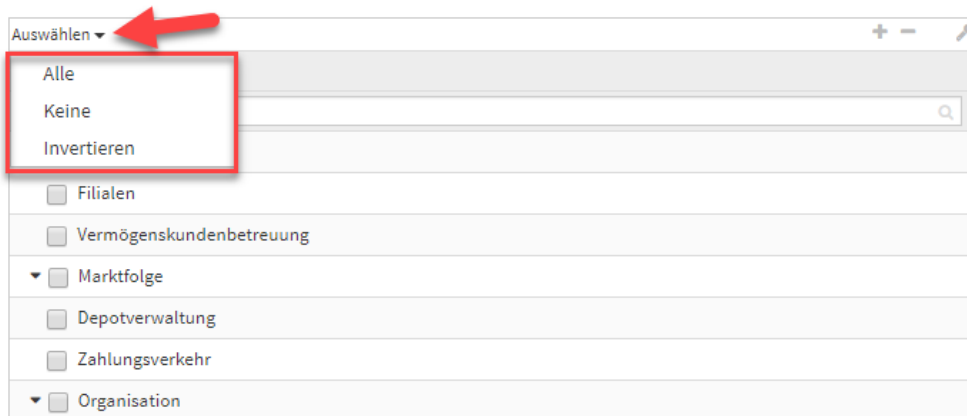 Auswählen
Alle
Keine
Invertieren
Filialen
Vermögenskundenbetreuung
Marktfolge
Depotverwaltung
Zahlungsverkehr
Organisation